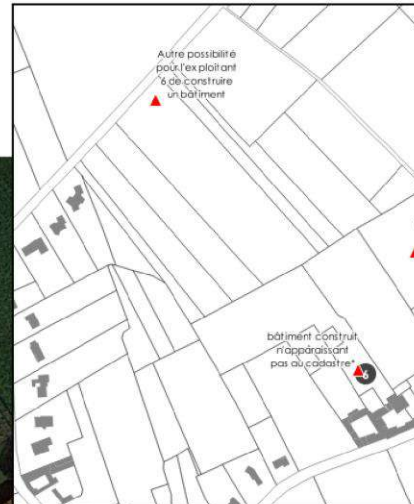 Autre possibilité
pour l'exploitant
6 de construire
un bâtiment
bâtiment construit
n'apparaissant
pas au cadastre*
6